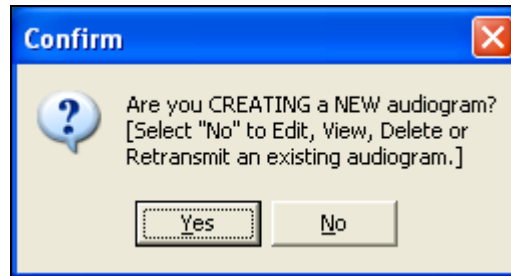 Confirm
Are you CREATING a NEW audiogram?
[Select "No" to Edit, View, Delete or
Retransmit an existing audiogram.]
Yes
No